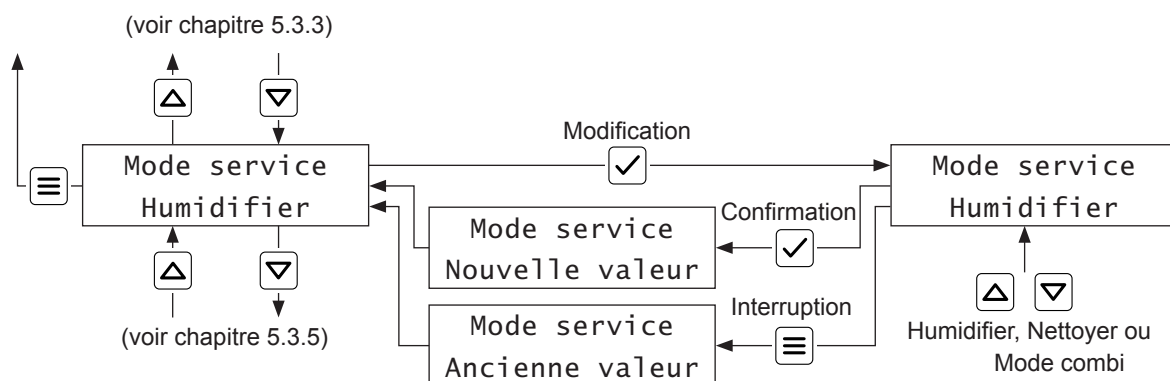 (voir chapitre 5.3.3)
Modification
Mode service
Humidifier
Mode service
Humidifier
Confirmation
Mode service
Nouvelle valeur
Interruption
Mode service
Ancienne valeur
(voir chapitre 5.3.5)
Humidifier, Nettoyer ou
Mode combi